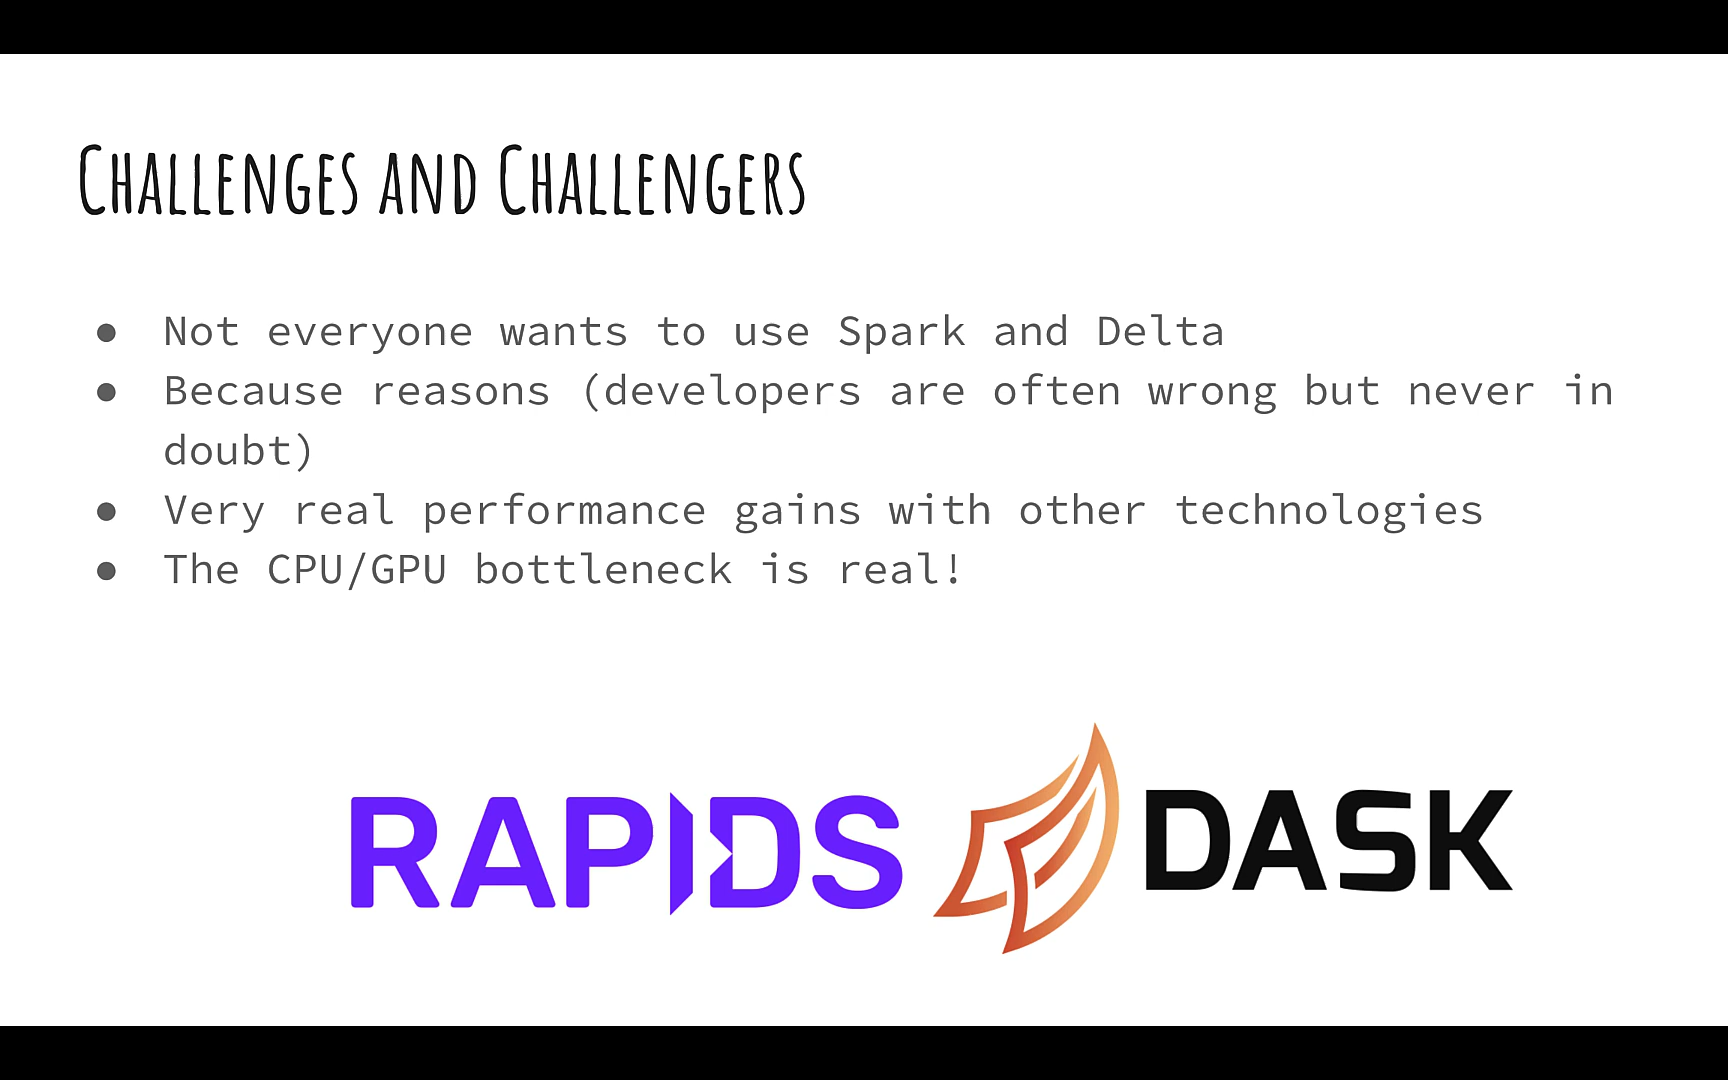 Challenges and Challengers
● Not everyone wants to use Spark and Delta
● Because reasons (developers are often wrong but never in
doubt)
● Very real performance gains with other technologies
● The CPU/GPU bottleneck is real!
RAPIDS DASK